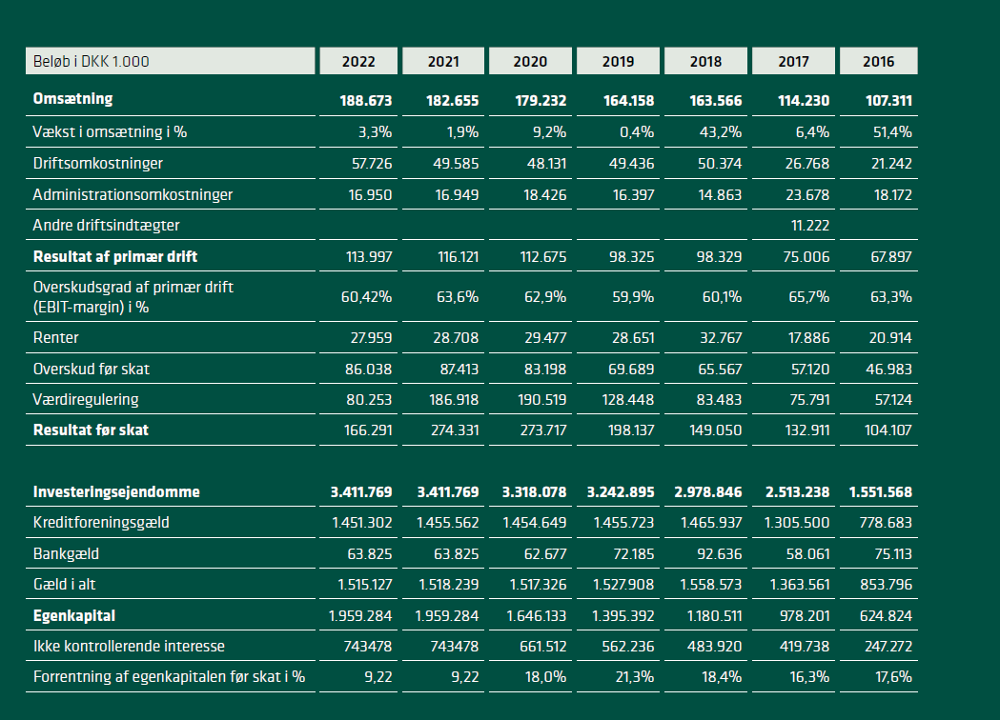 Beløb i DKK 1.000 2022 2021 2020 2019 2018 2017 2016
Omsætning 188.673 182.655 179.232 164.158 163.566 114.230 107.311
Vækst i omsætning i % 3,3% 1,9% 9,2% 0,4% 43,2% 6,4% 51,4%
Driftsomkostninger 57.726 49.585 48.131 49.436 50.374 26.768 21.242
Administrationsomkostninger 16.950 16.949 18.426 16.397 14.863 23.678 18.172
Andre driftsindtægter 11.222
Resultat af primær drift 113.997 116.121 112.675 98.325 98.329 75.006 67.897
Overskudsgrad af primær drift
(EBIT-margin) i % 60,42% 63,6% 62,9% 59,9% 60,1% 65,7% 63,3%
Renter 27.959 28.708 29.477 28.651 32.767 17.886 20.914
Overskud før skat 86.038 87.413 83.198 69.689 65.567 57.120 46.983
Værdiregulering 80.253 186.918 190.519 128.448 83.483 75.791 57.124
Resultat før skat 166.291 274.331 273.717 198.137 149.050 132.911 104.107
Investeringsejendomme 3.411.769 3.411.769 3.318.078 3.242.895 2.978.846 2.513.238 1.551.568
Kreditforeningsgæld 1.451.302 1.455.562 1.454.649 1.455.723 1.465.937 1.305.500 778.683
Bankgæld 63.825 63.825 62.677 72.185 92.636 58.061 75.113
Gæld i alt 1.515.127 1.518.239 1.517.326 1.527.908 1.558.573 1.363.561 853.796
Egenkapital 1.959.284 1.959.284 1.646.133 1.395.392 1.180.511 978.201 624.824
Ikke kontrollerende interesse 743478 743478 661.512 562.236 483.920 419.738 247.272
Forrentning af egenkapitalen før skat i % 9,22 9,22 18,0% 21,3% 18,4% 16,3% 17,6%